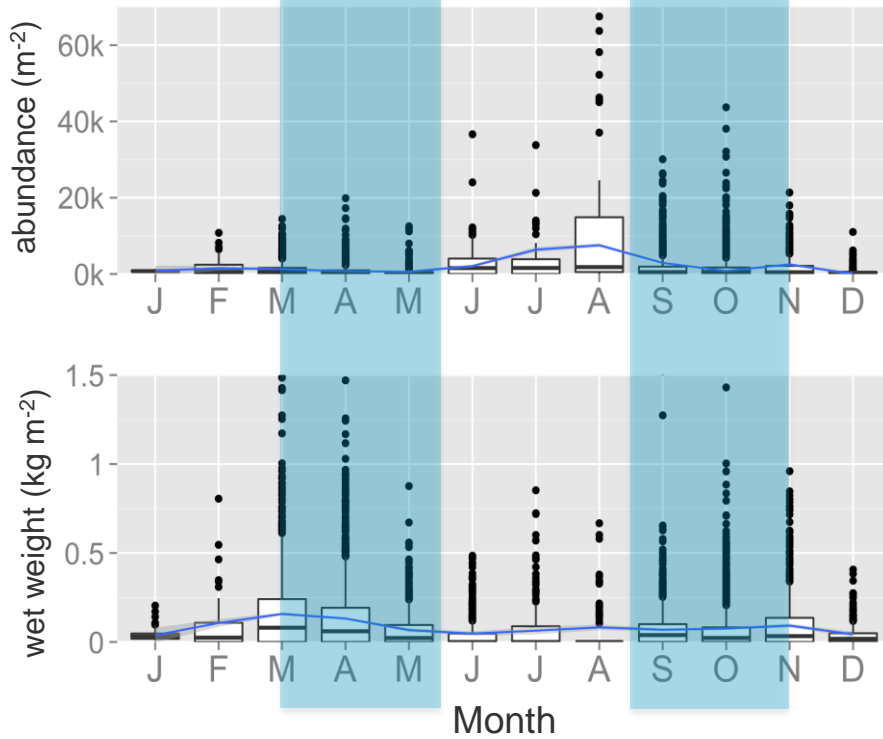 abundance (m⁻²)
60k
40k
20k
0k
J F M A M J J A S O N D
wet weight (kg m⁻²)
1.5
1
0.5
0
J F M A M J J A S O N D
Month